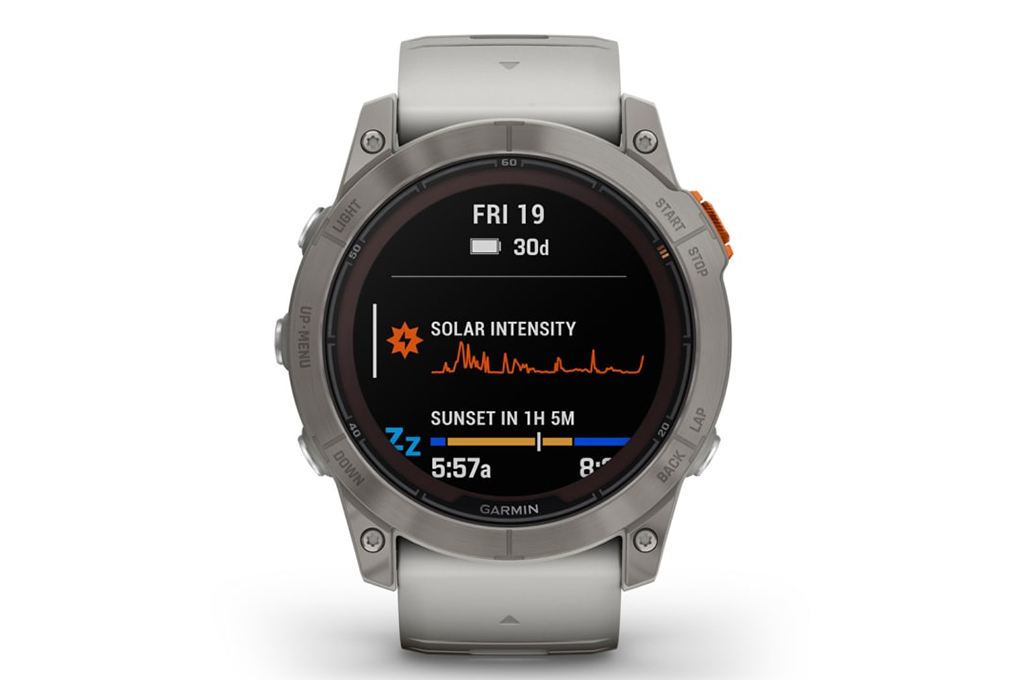 60
FRI 19
30d
LIGHT
START
STOP
50
UP·MENU
SOLAR INTENSITY
SUNSET IN 1H 5M
5:57a
40
20
DOWN
LAP
BACK
GARMIN